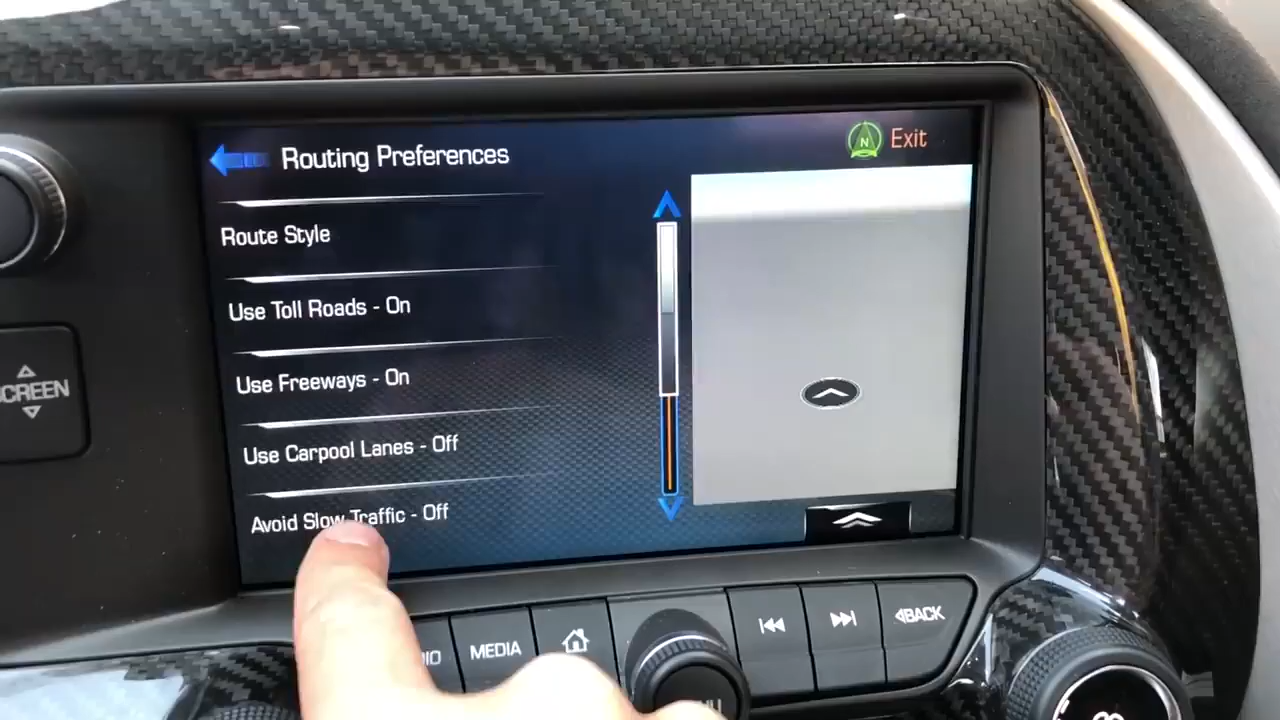 Routing Preferences
N
Exit
Route Style
Use Toll Roads - On
Use Freeways - On
Use Carpool Lanes - Off
Avoid Slow Traffic - Off
MEDIA
BACK